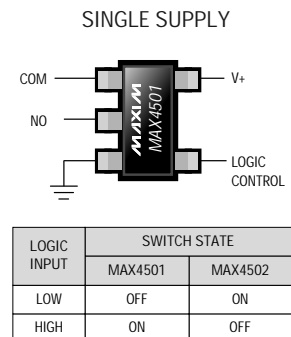 SINGLE SUPPLY
COM
V+
NO
MAXIM
MAX4501
LOGIC
CONTROL
LOGIC
INPUT
SWITCH STATE
MAX4501 MAX4502
LOW OFF ON
HIGH ON OFF